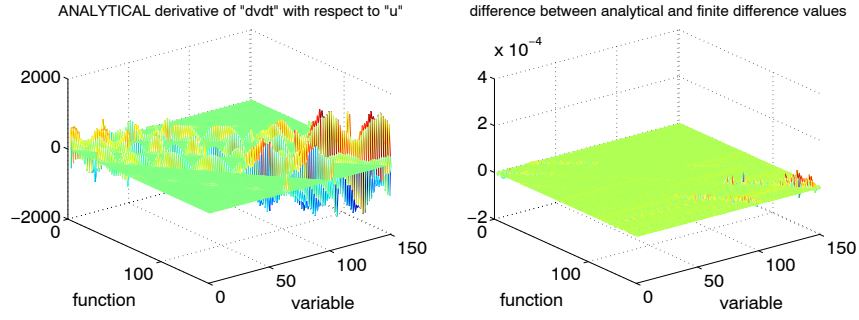 ANALYTICAL derivative of "dvdt" with respect to "u"
2000
0
−2000
0
100
function
0
50
100
150
variable
difference between analytical and finite difference values
x 10−4
4
2
0
−2
0
100
function
0
50
100
150
variable